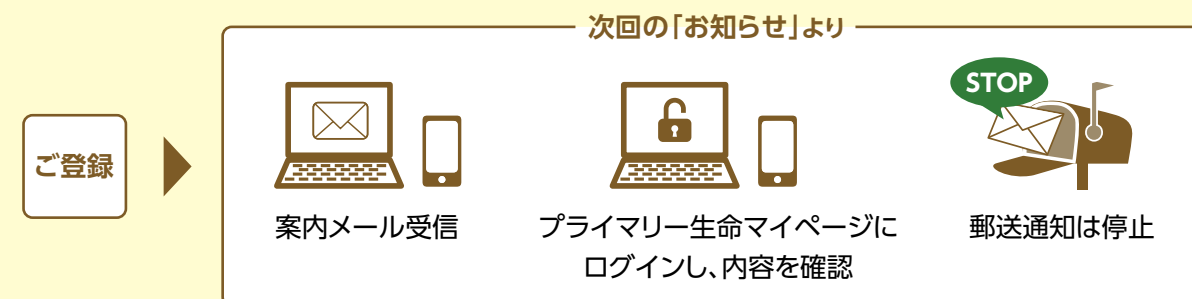 次回の「お知らせ」より
ご登録
STOP
案内メール受信
プライマリー生命マイページに
ログインし、内容を確認
郵送通知は停止